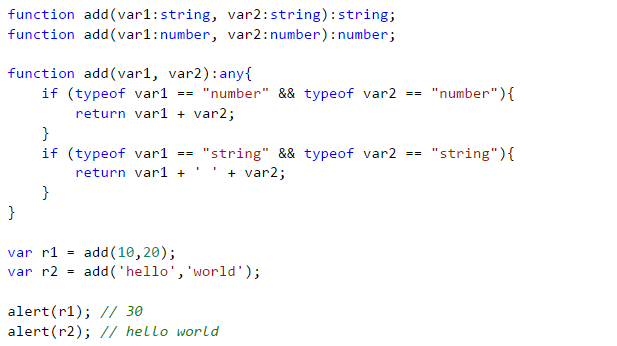 function add(var1:string, var2:string):string;
function add(var1:number, var2:number):number;
function add(var1, var2):any{
if (typeof var1 == "number" && typeof var2 == "number"){
return var1 + var2;
}
if (typeof var1 == "string" && typeof var2 == "string"){
return var1 + ' ' + var2;
}
}
var r1 = add(10,20);
var r2 = add('hello','world');
alert(r1); // 30
alert(r2); // hello world